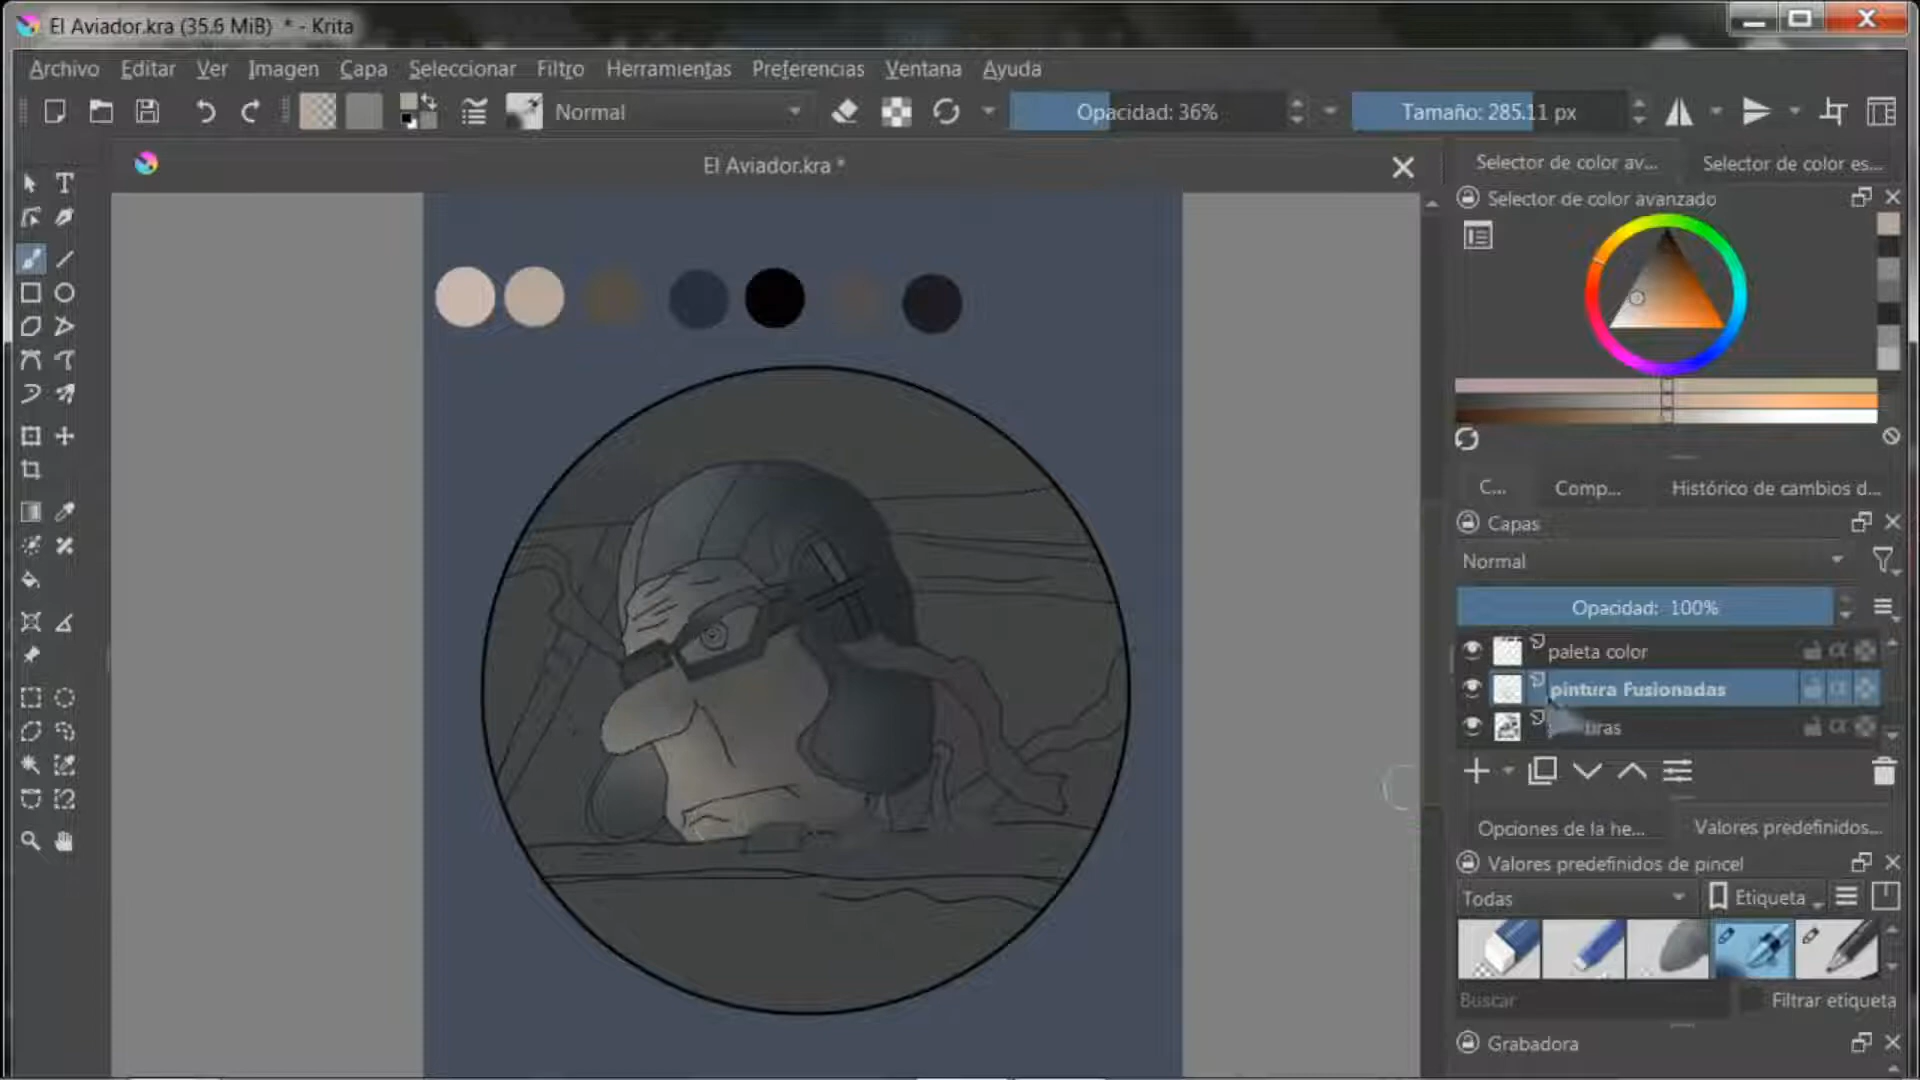 El Aviador.kra (35.6 MiB) * - Krita
Archivo Editar Ver Imagen Capa Seleccionar Filtro Herramientas Preferencias Ventana Ayuda
Normal Opacidad: 36% Tamaño: 285.11 px
El Aviador.kra *
Selector de color av... Selector de color es...
Selector de color avanzado
C... Comp... Histórico de cambios d...
Capas
Normal
Opacidad: 100%
paleta color
pintura Fusionadas
Opciones de la he... Valores predefinidos...
Valores predefinidos de pincel
Todas Etiqueta
Buscar Filtrar etiqueta
Grabadora